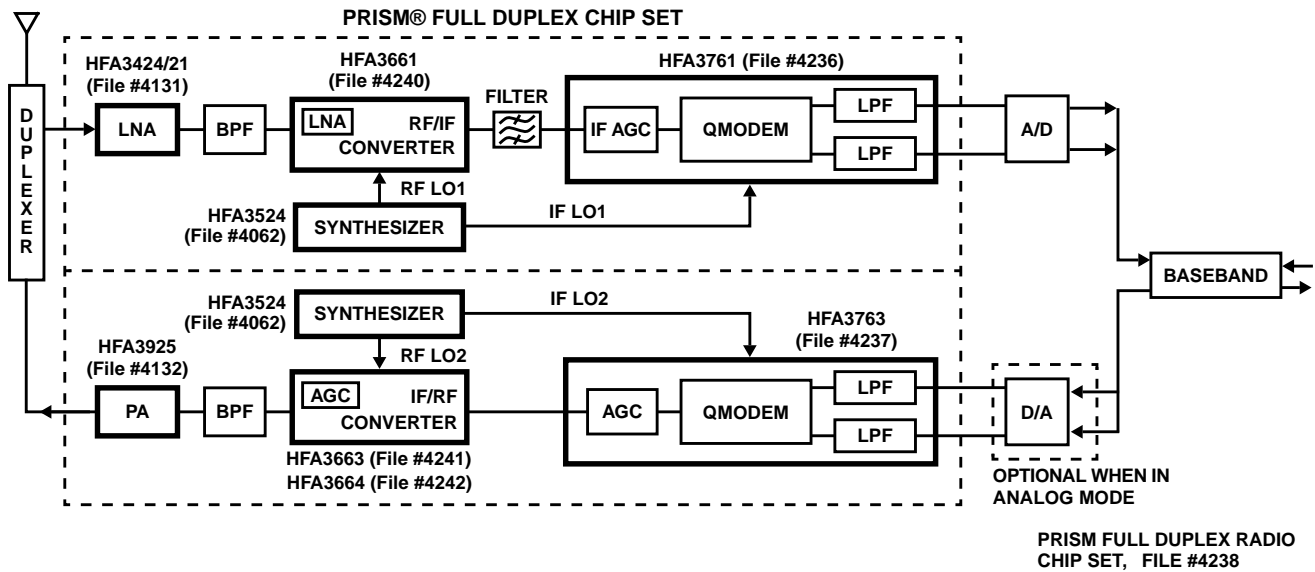 PRISM® FULL DUPLEX CHIP SET
HFA3424/21
(File #4131)
HFA3661
(File #4240)
HFA3761 (File #4236)
FILTER
DUPLEXER
LNA
BPF
LNA
RF/IF
CONVERTER
IF AGC
QMODEM
LPF
LPF
A/D
RF LO1
HFA3524
(File #4062)
SYNTHESIZER
IF LO1
BASEBAND
HFA3524
(File #4062)
SYNTHESIZER
IF LO2
RF LO2
HFA3763
(File #4237)
HFA3925
(File #4132)
PA
BPF
AGC
IF/RF
CONVERTER
AGC
QMODEM
LPF
LPF
D/A
HFA3663 (File #4241)
HFA3664 (File #4242)
OPTIONAL WHEN IN
ANALOG MODE
PRISM FULL DUPLEX RADIO
CHIP SET, FILE #4238